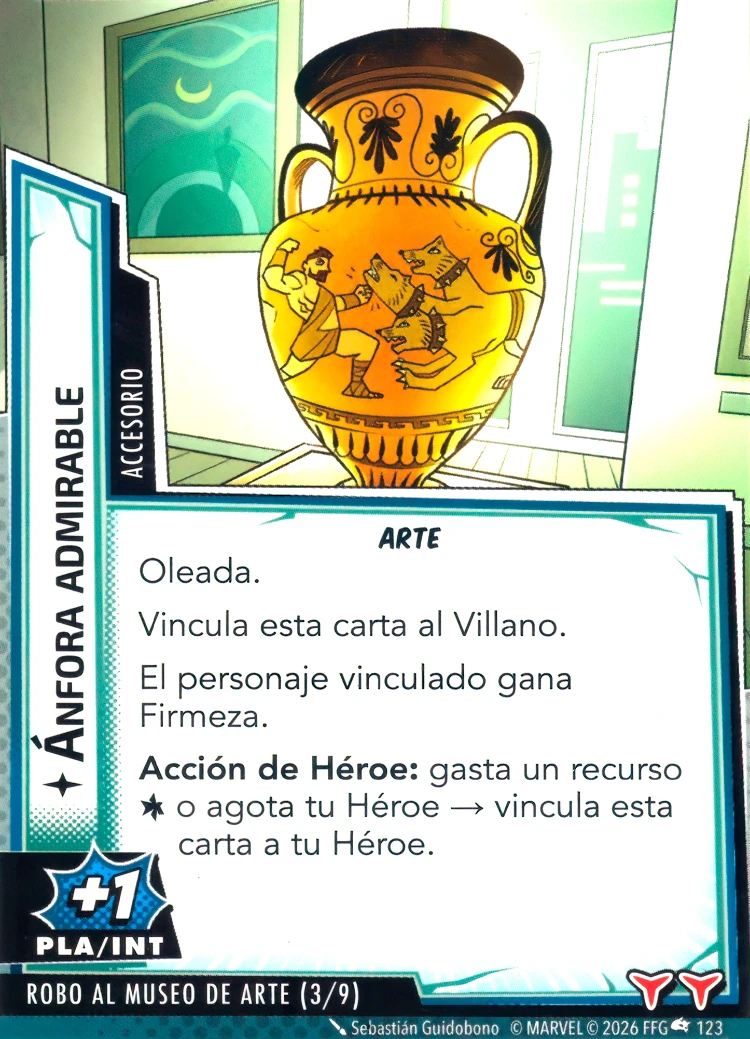 ACCESORIO
ÁNFORA ADMIRABLE
ARTE
Oleada.
Vincula esta carta al Villano.
El personaje vinculado gana
Firmeza.
Acción de Héroe: gasta un recurso
o agota tu Héroe → vincula esta
carta a tu Héroe.
+1
PLA/INT
ROBO AL MUSEO DE ARTE (3/9)
Sebastián Guidobono © MARVEL © 2026 FFG 123